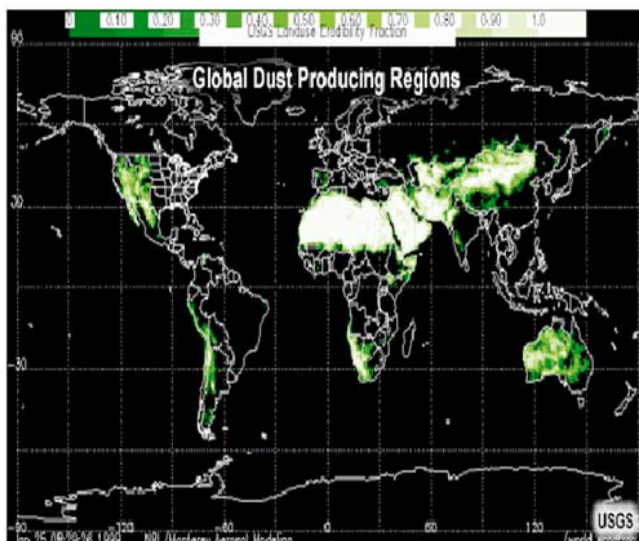 0 0.10 0.20 0.30 0.40 0.50 0.60 0.70 0.80 0.90 1.0
USGS Landuse Erodibility Fraction
Global Dust Producing Regions
30
-30
-90
-120 -60 0 60 120
NRL/Monterey Aerosol Modeling
USGS